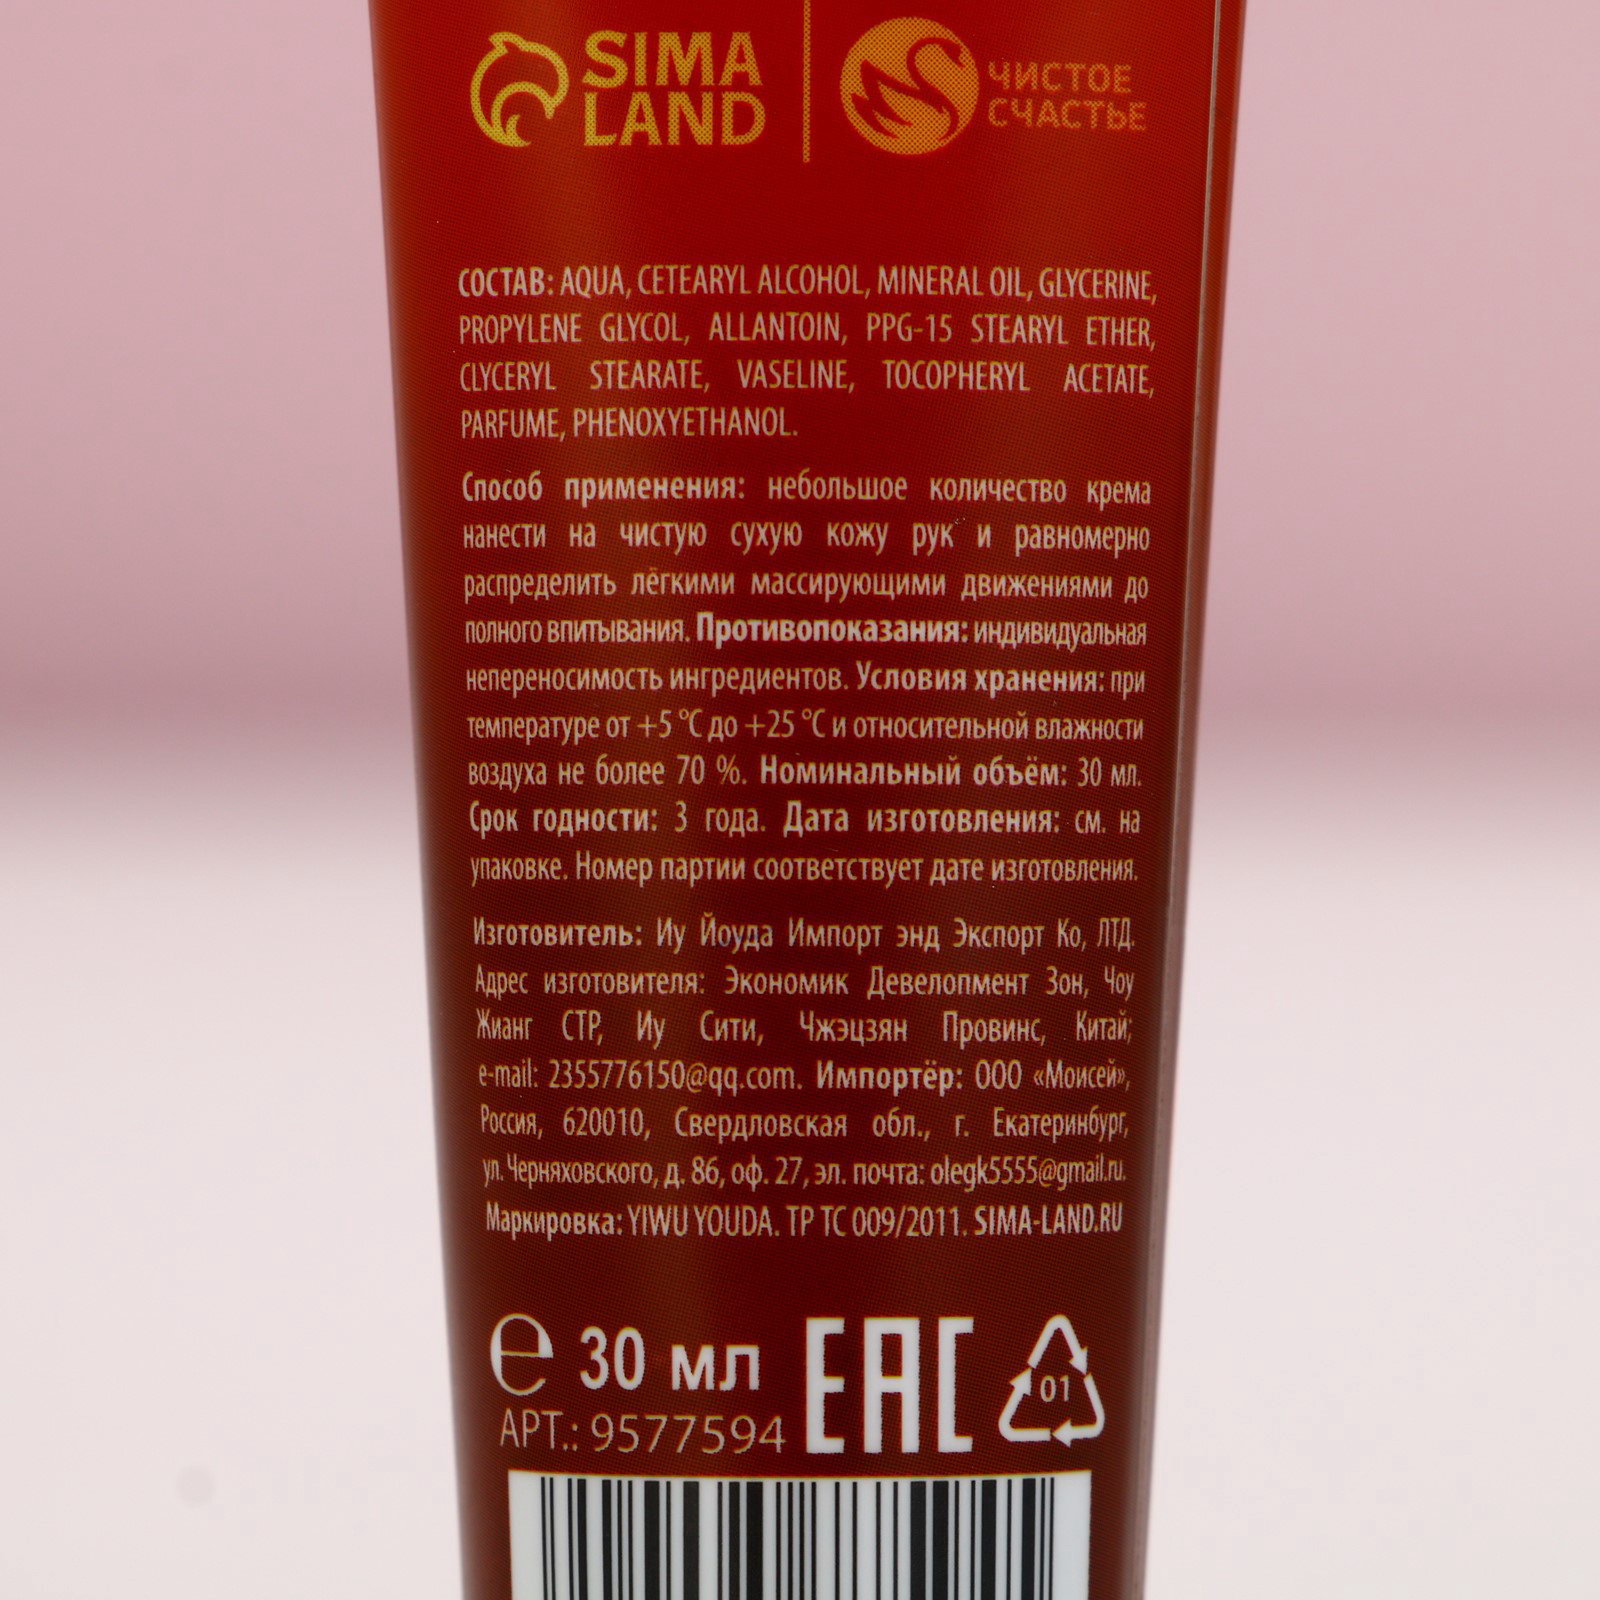 SIMA
LAND
ЧИСТОЕ
СЧАСТЬЕ
СОСТАВ: AQUA, CETEARYL ALCOHOL, MINERAL OIL, GLYCERINE,
PROPYLENE GLYCOL, ALLANTOIN, PPG-15 STEARYL ETHER,
CLYCERYL STEARATE, VASELINE, TOCOPHERYL ACETATE,
PARFUME, PHENOXYETHANOL.
Способ применения: небольшое количество крема
нанести на чистую сухую кожу рук и равномерно
распределить лёгкими массирующими движениями до
полного впитывания. Противопоказания: индивидуальная
непереносимость ингредиентов. Условия хранения: при
температуре от +5 °С до +25 °С и относительной влажности
воздуха не более 70 %. Номинальный объём: 30 мл.
Срок годности: 3 года. Дата изготовления: см. на
упаковке. Номер партии соответствует дате изготовления.
Изготовитель: Иу Йоуда Импорт энд Экспорт Ко, ЛТД.
Адрес изготовителя: Экономик Девелопмент Зон, Чоу
Жианг СТР, Иу Сити, Чжэцзян Провинс, Китай;
e-mail: 2355776150@qq.com. Импортёр: ООО «Моисей»,
Россия, 620010, Свердловская обл., г. Екатеринбург,
ул. Черняховского, д. 86, оф. 27, эл. почта: olegk5555@gmail.ru.
Маркировка: YIWU YOUDA. ТР ТС 009/2011. SIMA-LAND.RU
℮ 30 мл
EAC
01
АРТ.: 9577594